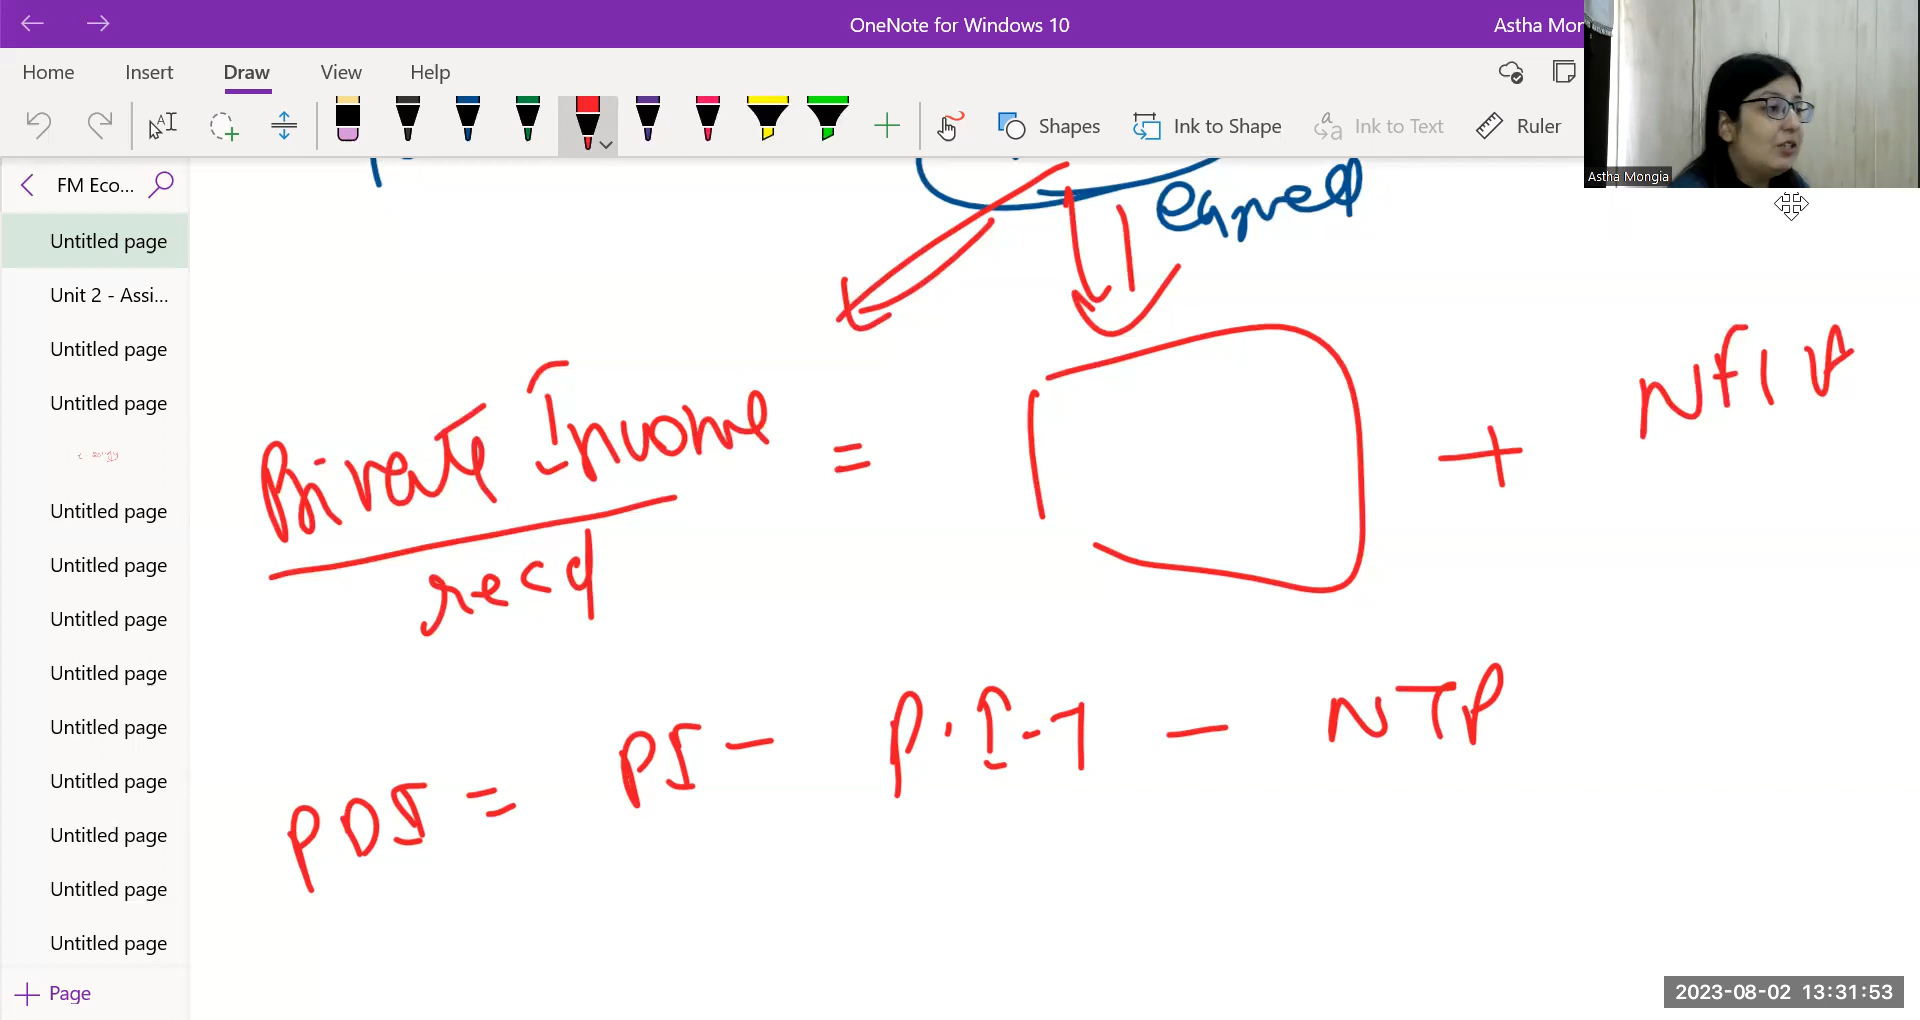 OneNote for Windows 10
Astha Mor
Home Insert Draw View Help
Shapes Ink to Shape Ink to Text Ruler
Astha Mongia
FM Eco...
Untitled page
Unit 2 - Assi...
Untitled page
Untitled page
Untitled page
Untitled page
Untitled page
Untitled page
Untitled page
Untitled page
Untitled page
Untitled page
Untitled page
Page
earned
Private Income = + NFIA
recd
PDI = PI - P.I.T - NTP
2023-08-02 13:31:53